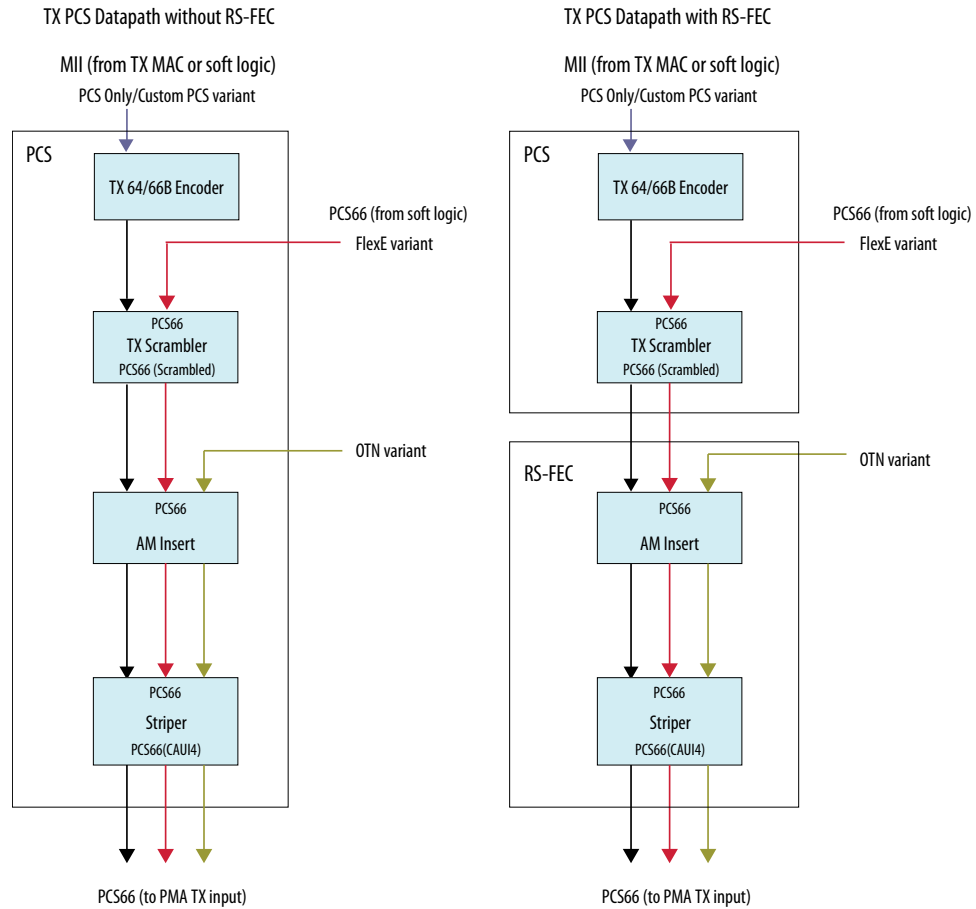 TX PCS Datapath without RS-FEC
MII (from TX MAC or soft logic)
PCS Only/Custom PCS variant
PCS
TX 64/66B Encoder
PCS66 (from soft logic)
FlexE variant
PCS66
TX Scrambler
PCS66 (Scrambled)
OTN variant
PCS66
AM Insert
PCS66
Striper
PCS66(CAUI4)
PCS66 (to PMA TX input)
TX PCS Datapath with RS-FEC
MII (from TX MAC or soft logic)
PCS Only/Custom PCS variant
PCS
TX 64/66B Encoder
PCS66 (from soft logic)
FlexE variant
PCS66
TX Scrambler
PCS66 (Scrambled)
RS-FEC
OTN variant
PCS66
AM Insert
PCS66
Striper
PCS66(CAUI4)
PCS66 (to PMA TX input)